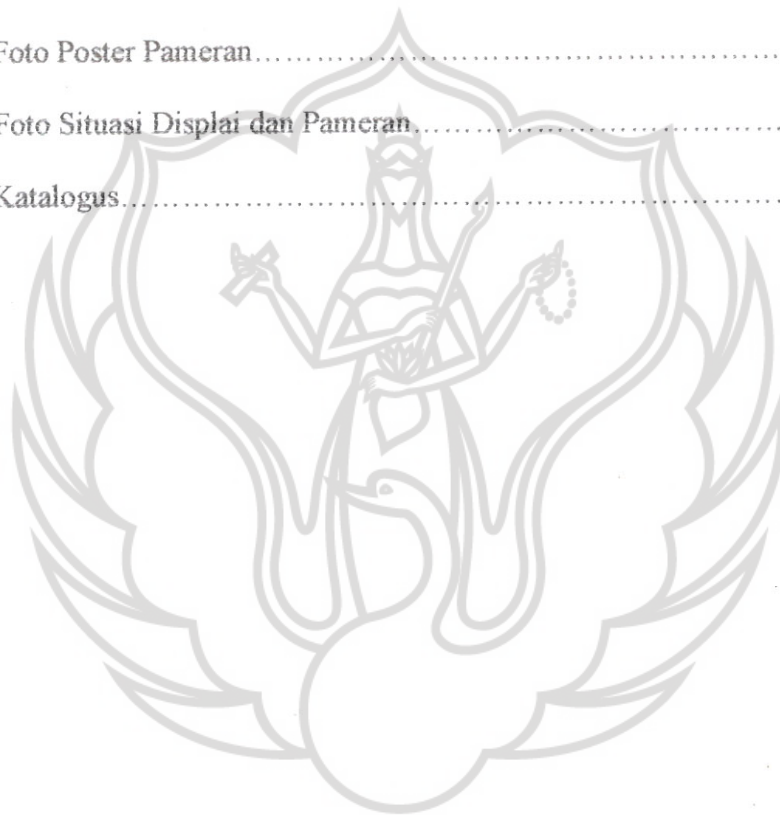 Foto Poster Pameran……………………………………………
Foto Situasi Displai dan Pameran………………………………
Katalogus……………………………………………………………